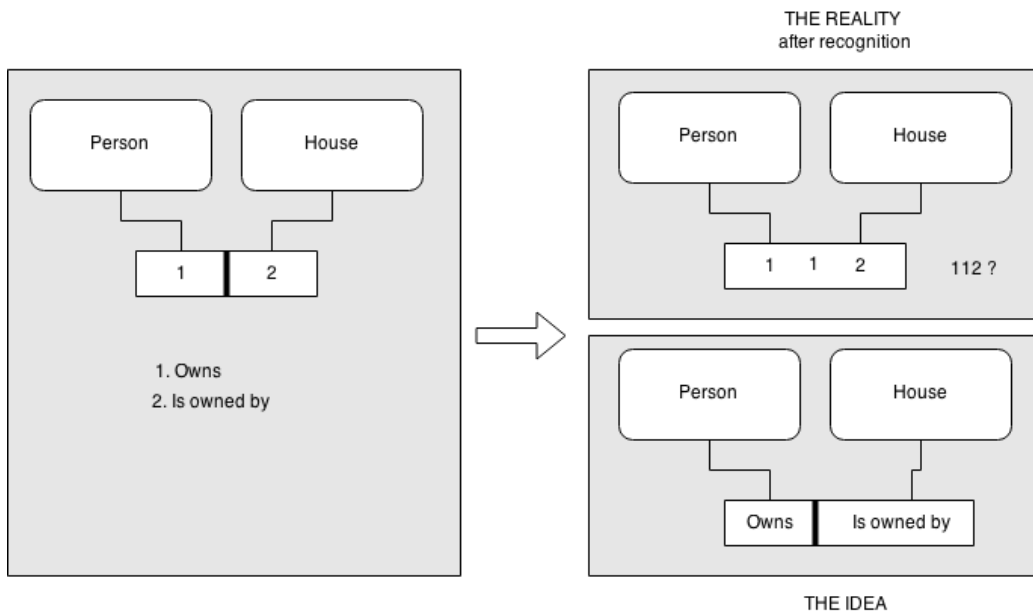 Person
House
1
2
1. Owns
2. Is owned by
THE REALITY
after recognition
Person
House
1 1 2
112 ?
Person
House
Owns
Is owned by
THE IDEA